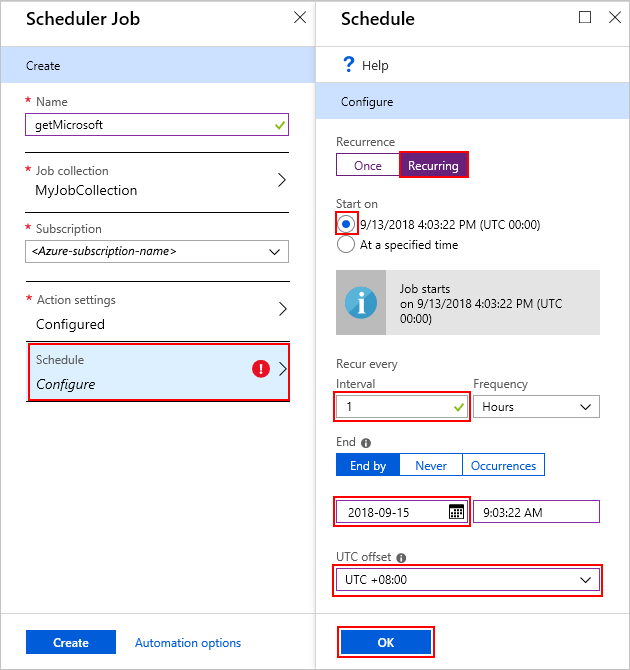 Scheduler Job
Create
* Name
getMicrosoft
* Job collection
MyJobCollection
* Subscription
<Azure-subscription-name>
* Action settings
Configured
Schedule
Configure
Create
Automation options
Schedule
? Help
Configure
Recurrence
Once
Recurring
Start on
9/13/2018 4:03:22 PM (UTC 00:00)
At a specified time
Job starts
on 9/13/2018 4:03:22 PM (UTC
00:00)
Recur every
Interval
Frequency
1
Hours
End
End by
Never
Occurrences
2018-09-15
9:03:22 AM
UTC offset
UTC +08:00
OK